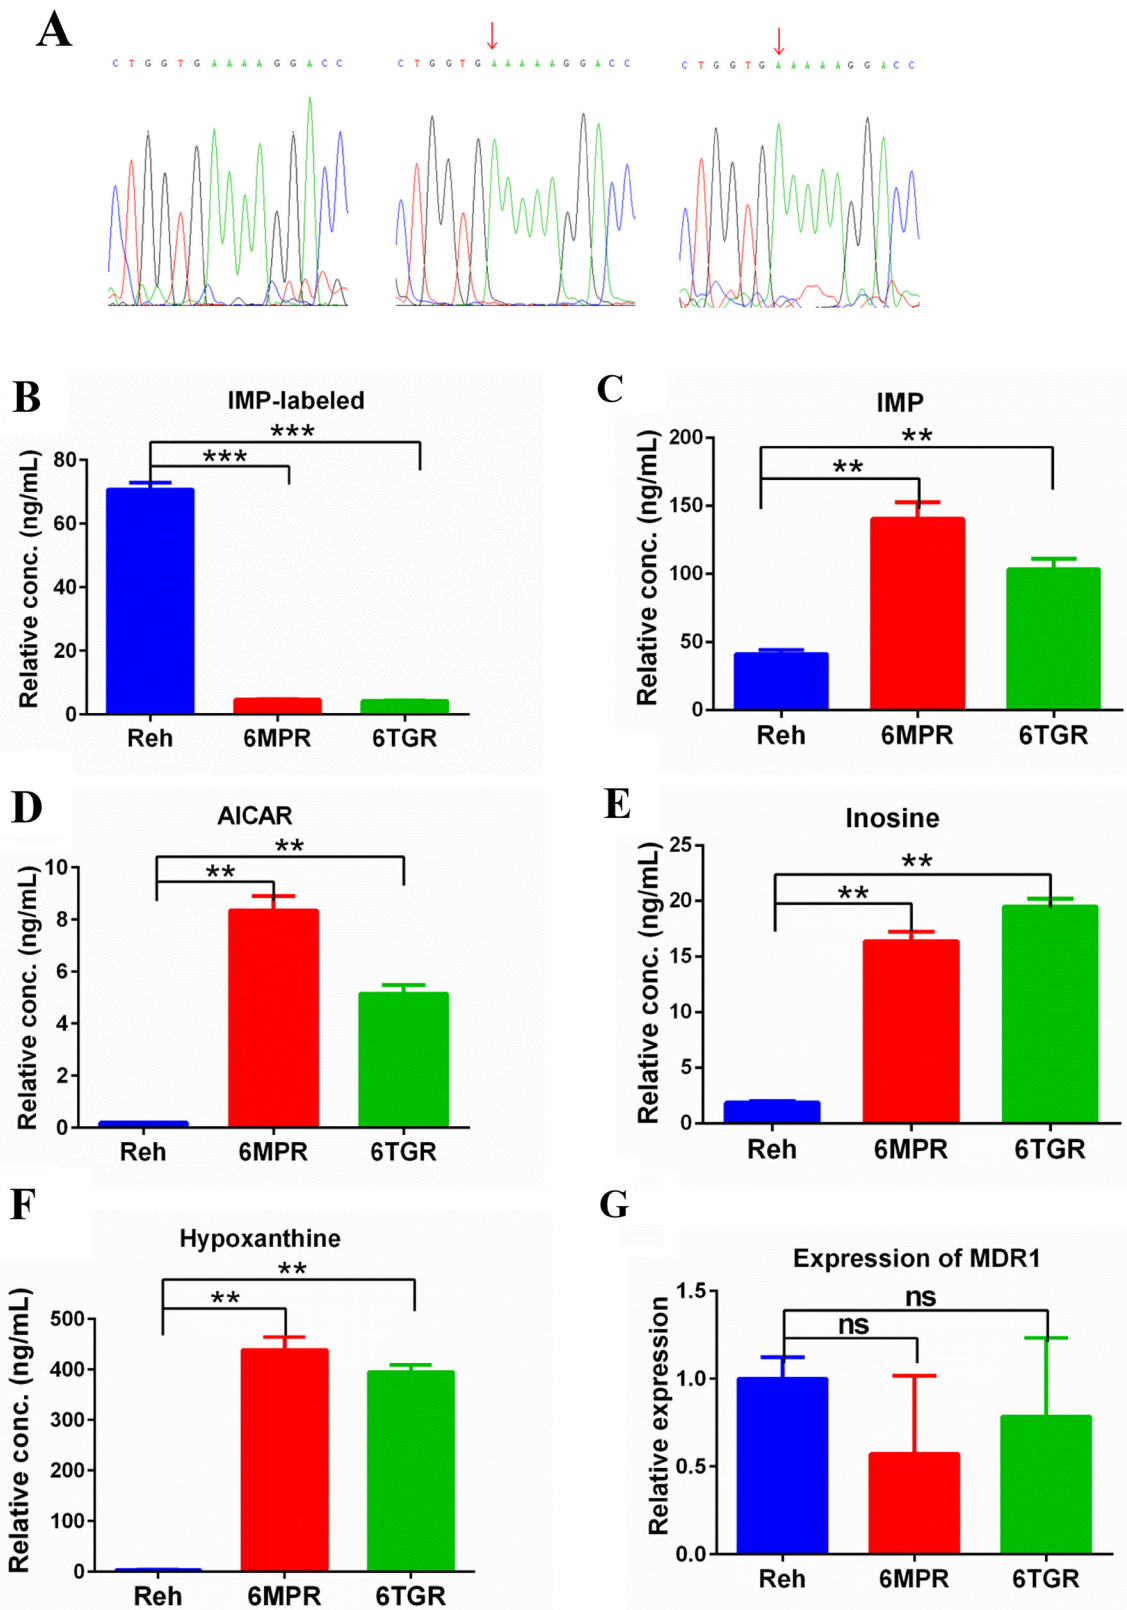 A
C T G G T G A A A A G G A C C
C T G G T G A A A A A G G A C C
C T G G T G A A A A A G G A C C
B
IMP-labeled
***
***
Relative conc. (ng/mL)
80
60
40
20
0
Reh 6MPR 6TGR
C
IMP
**
**
Relative conc. (ng/mL)
200
150
100
50
0
Reh 6MPR 6TGR
D
AICAR
**
**
Relative conc. (ng/mL)
10
8
6
4
2
0
Reh 6MPR 6TGR
E
Inosine
**
**
Relative conc. (ng/mL)
25
20
15
10
5
0
Reh 6MPR 6TGR
F
Hypoxanthine
**
**
Relative conc. (ng/mL)
500
400
300
200
100
0
Reh 6MPR 6TGR
G
Expression of MDR1
ns
ns
Relative expression
1.5
1.0
0.5
0.0
Reh 6MPR 6TGR